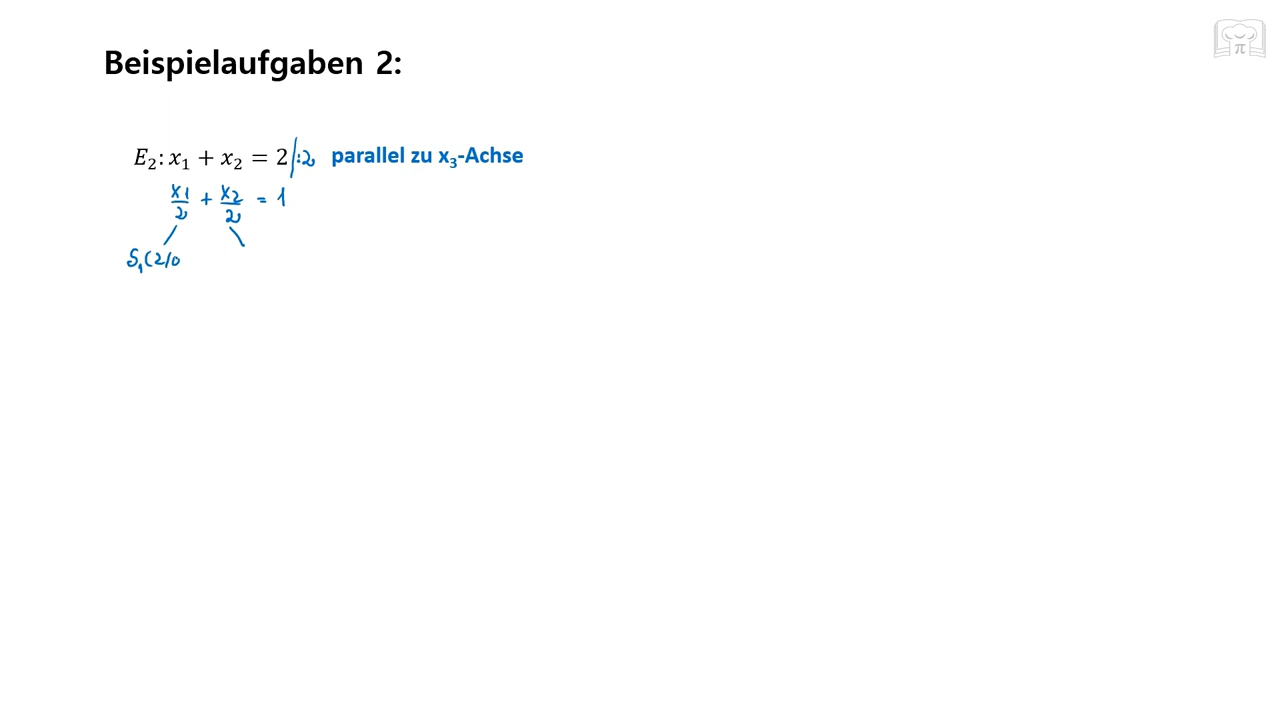 Beispielaufgaben 2:
E₂: x₁ + x₂ = 2 |:2 parallel zu x₃-Achse
x₁/2 + x₂/2 = 1
S₁(2/0
π